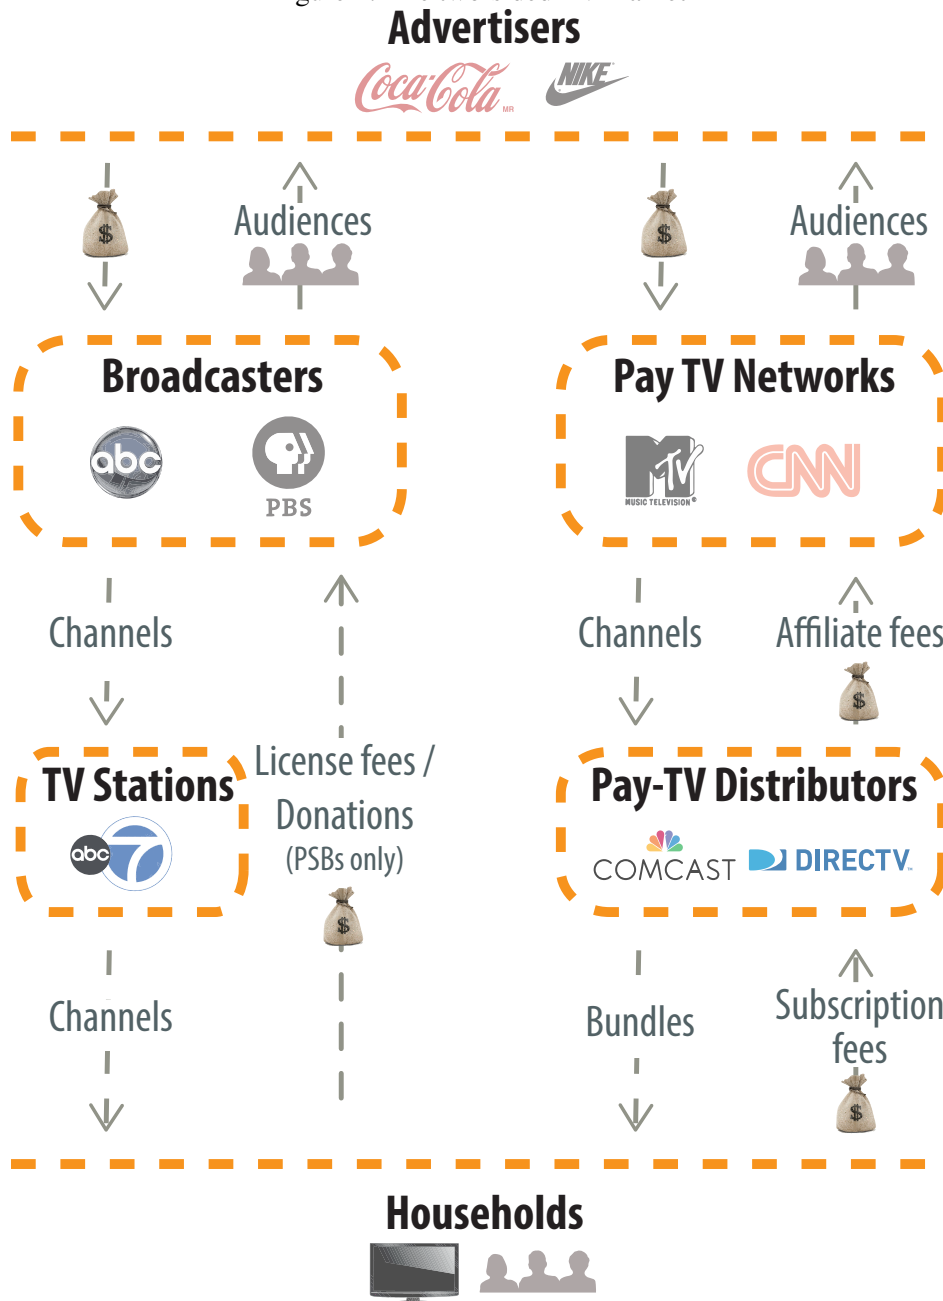 Advertisers
Coca-Cola MR
NIKE
Audiences
Audiences
$
$
Broadcasters
Pay TV Networks
abc
PBS
MUSIC TELEVISION®
MTV
CNN
Channels
Channels
Affiliate fees
$
TV Stations
License fees /
Donations
(PSBs only)
$
Pay-TV Distributors
abc 7
COMCAST
DIRECTV
Channels
Bundles
Subscription
fees
$
Households